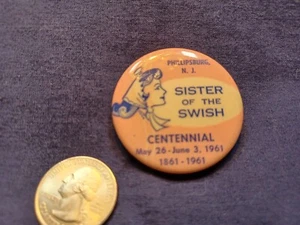 PHILLIPSBURG,
N. J.
SISTER
OF THE
SWISH
CENTENNIAL
May 26 - June 3, 1961
1861 - 1961